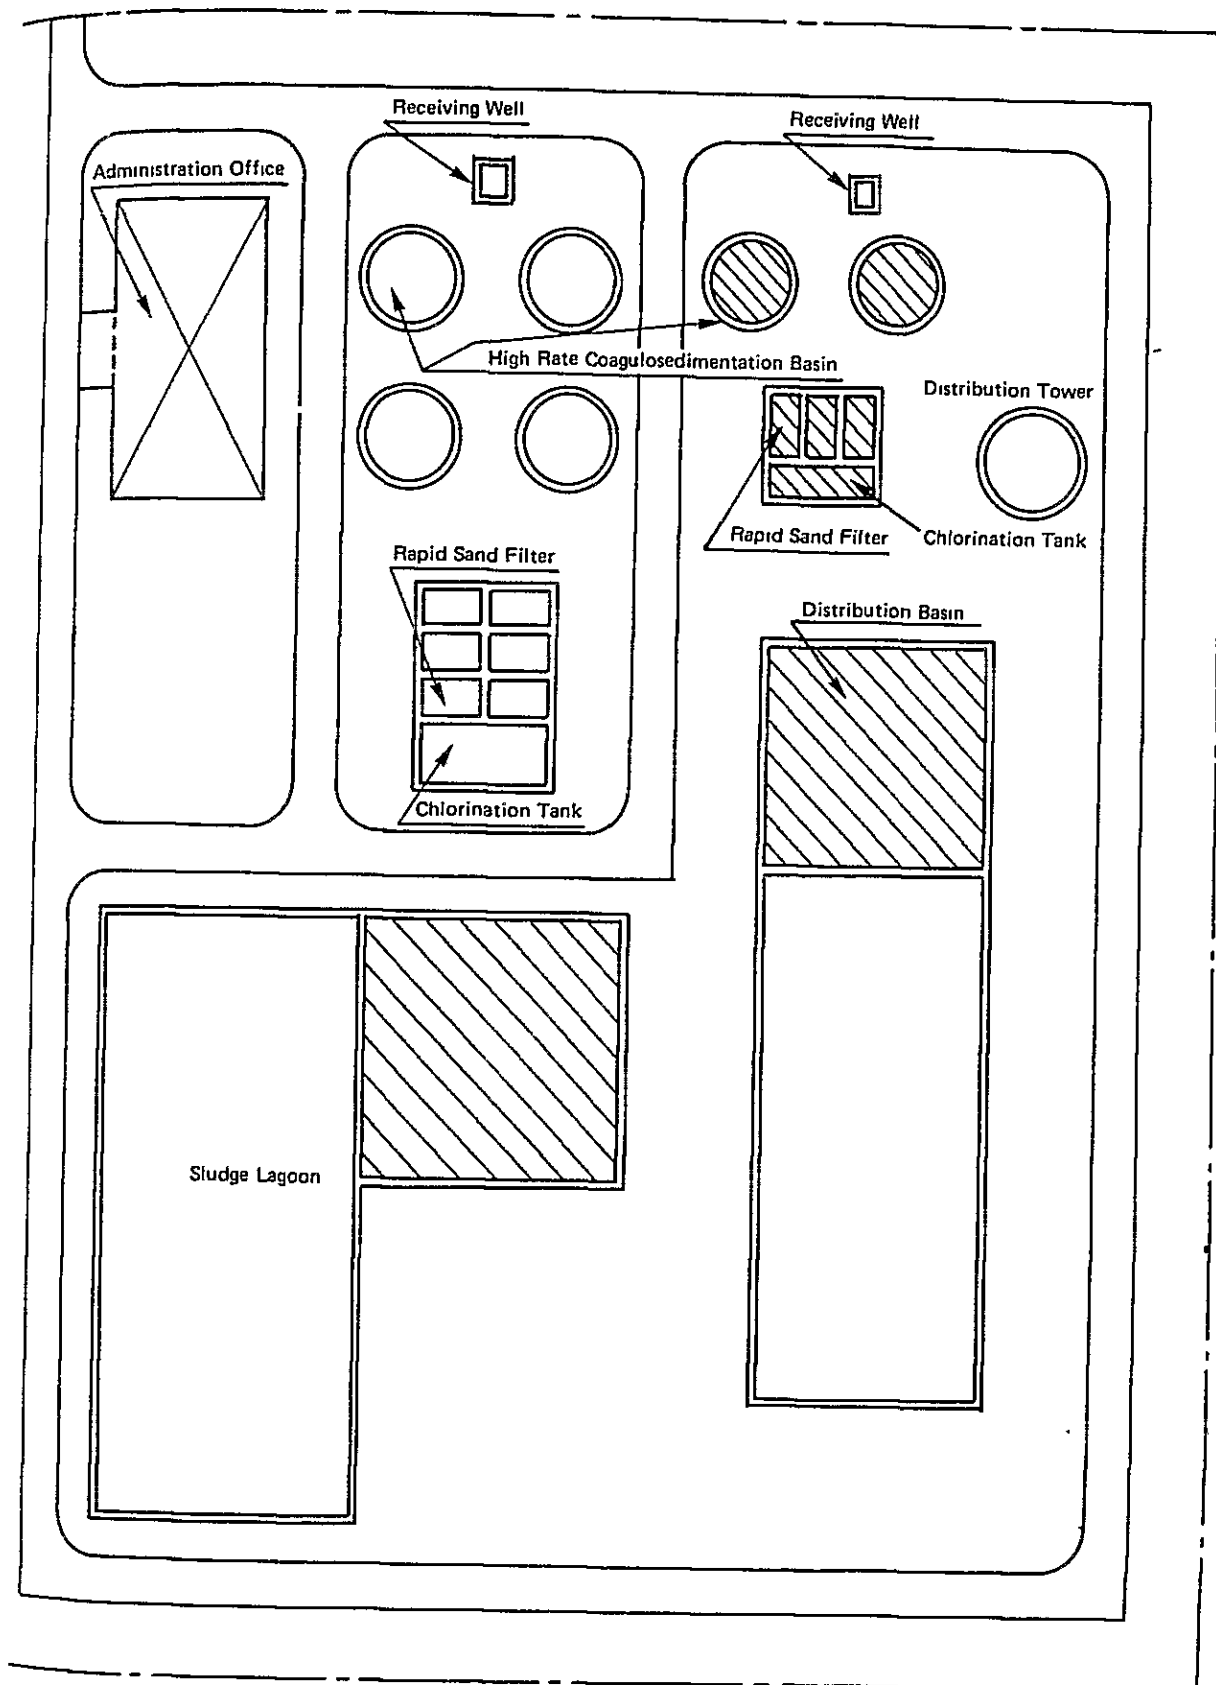 Receiving Well
Receiving Well
Administration Office
High Rate Coagulosedimentation Basin
Distribution Tower
Rapid Sand Filter
Chlorination Tank
Rapid Sand Filter
Distribution Basin
Chlorination Tank
Sludge Lagoon